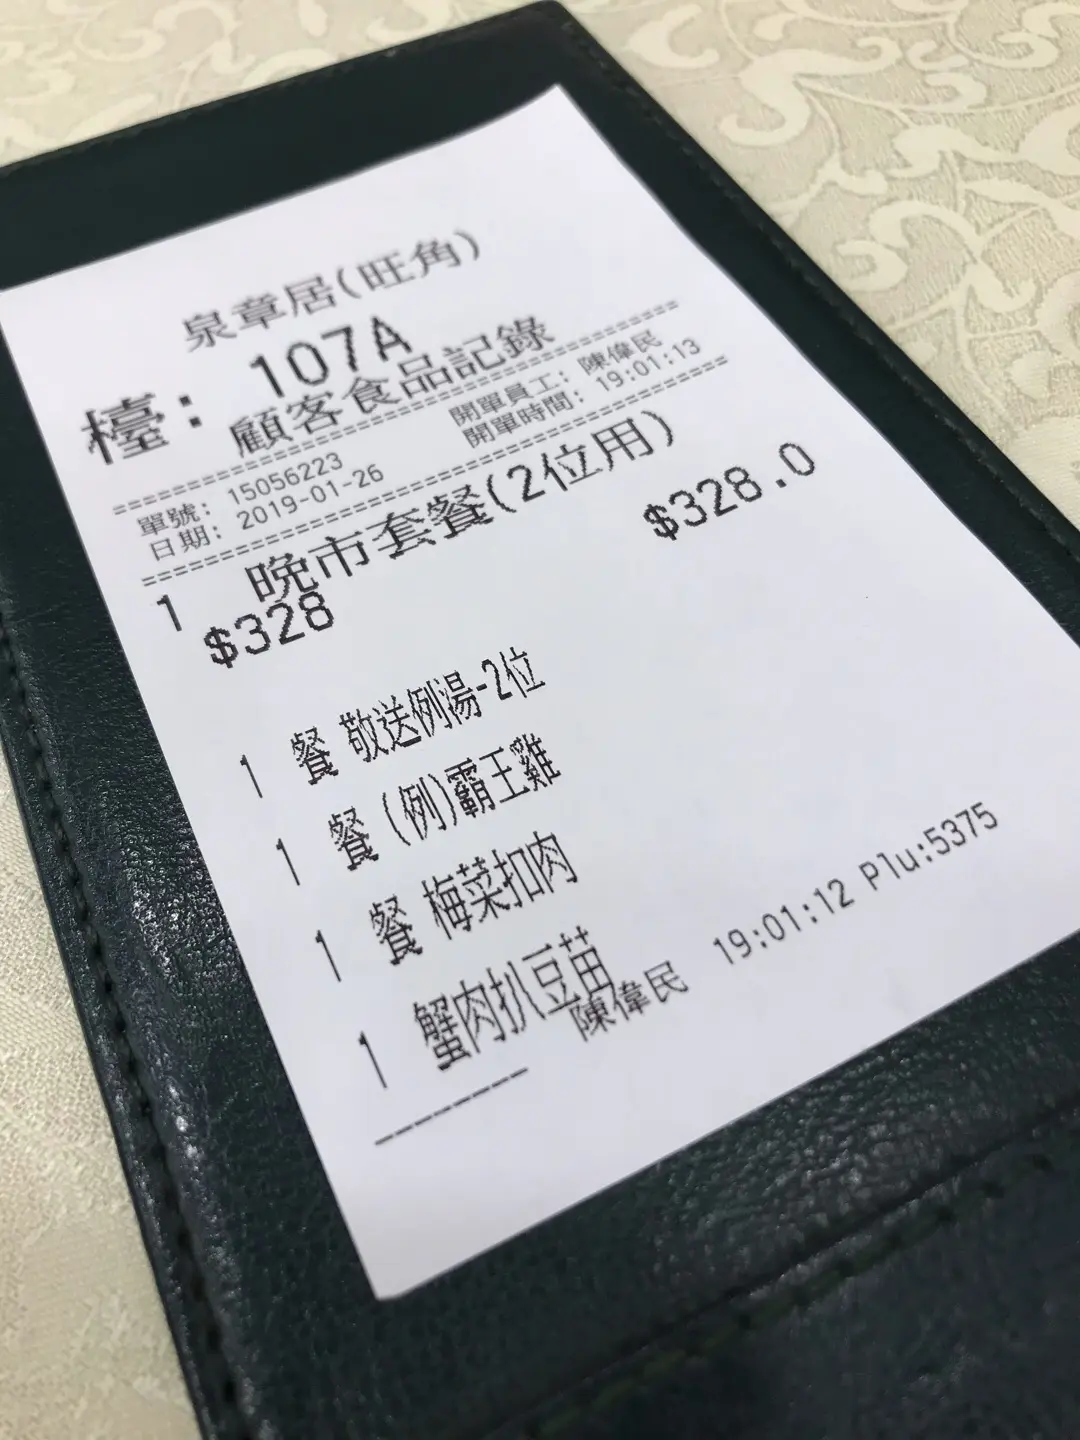 泉章居(旺角)
檯: 107A
顧客食品記錄
================================
單號: 15056223 開單員工: 陳偉民
日期: 2019-01-26 開單時間: 19:01:13
================================
1 晚市套餐(2位用)
$328 $328.0
1 餐 敬送例湯-2位
1 餐 (例)霸王雞
1 餐 梅菜扣肉
1 蟹肉扒豆苗
陳偉民 19:01:12 Plu:5375
--------